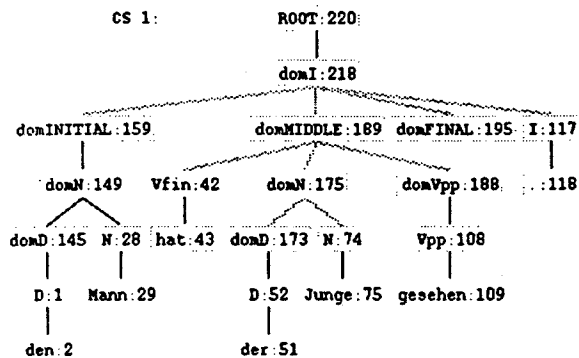 CS 1: ROOT:220
domI:218
domINITIAL:159 domMIDDLE:189 domFINAL:195 I:117
domN:149 Vfin:42 domN:175 domVpp:188 .:118
domD:145 N:28 hat:43 domD:173 N:74 Vpp:108
D:1 Mann:29 D:52 Junge:75 gesehen:109
den:2 der:51